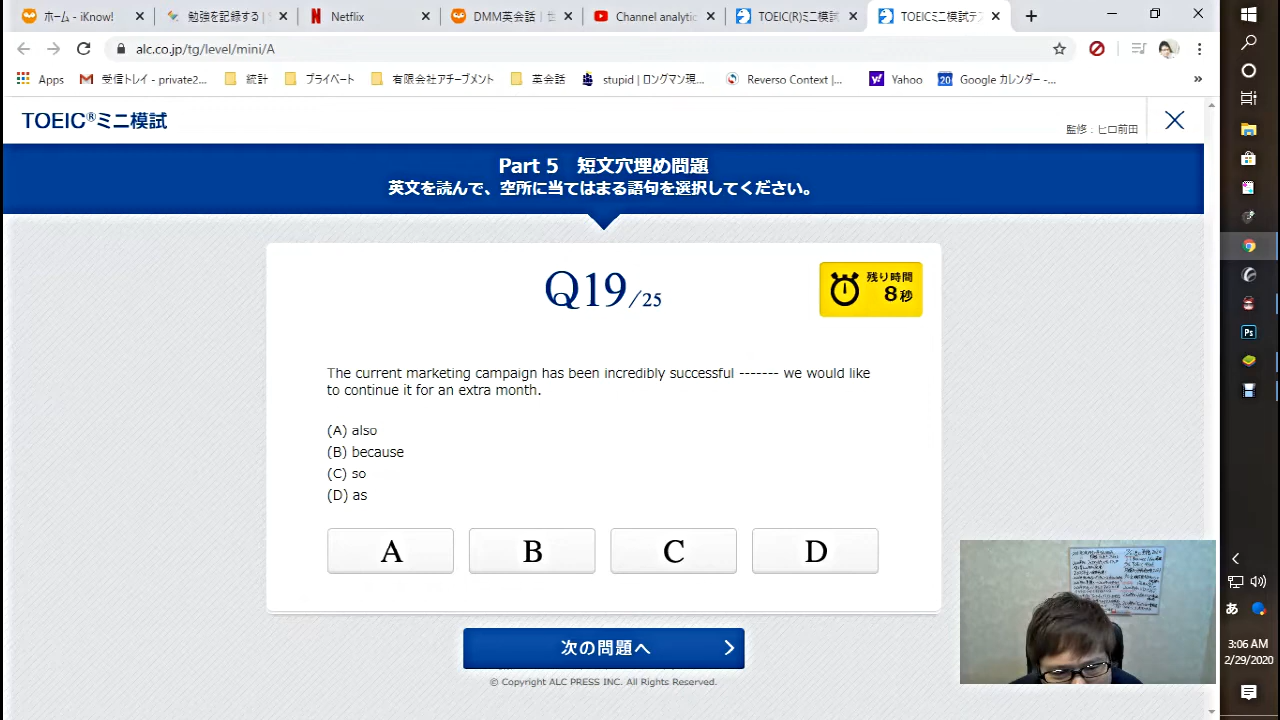 ホーム - iKnow!
勉強を記録する |
Netflix
DMM英会話 |
Channel analytic
TOEIC(R)ミニ模試
TOEICミニ模試テ
alc.co.jp/tg/level/mini/A
Apps
受信トレイ - private2...
統計
プライベート
有限会社アチーブメント
英会話
stupid | ロングマン現...
Reverso Context |...
Yahoo
20
Google カレンダー -...
»
TOEIC®ミニ模試
監修：ヒロ前田
Part 5 短文穴埋め問題
英文を読んで、空所に当てはまる語句を選択してください。
Q19/25
残り時間
8秒
The current marketing campaign has been incredibly successful ------- we would like
to continue it for an extra month.
(A) also
(B) because
(C) so
(D) as
A
B
C
D
次の問題へ
© Copyright ALC PRESS INC. All Rights Reserved.
Ps
あ
3:06 AM
2/29/2020